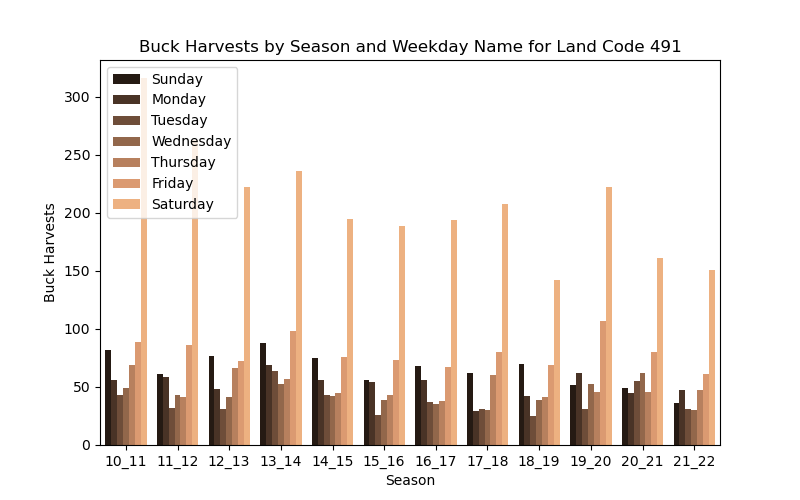 Buck Harvests by Season and Weekday Name for Land Code 491
Buck Harvests
300
250
200
150
100
50
0
Sunday
Monday
Tuesday
Wednesday
Thursday
Friday
Saturday
10_11 11_12 12_13 13_14 14_15 15_16 16_17 17_18 18_19 19_20 20_21 21_22
Season